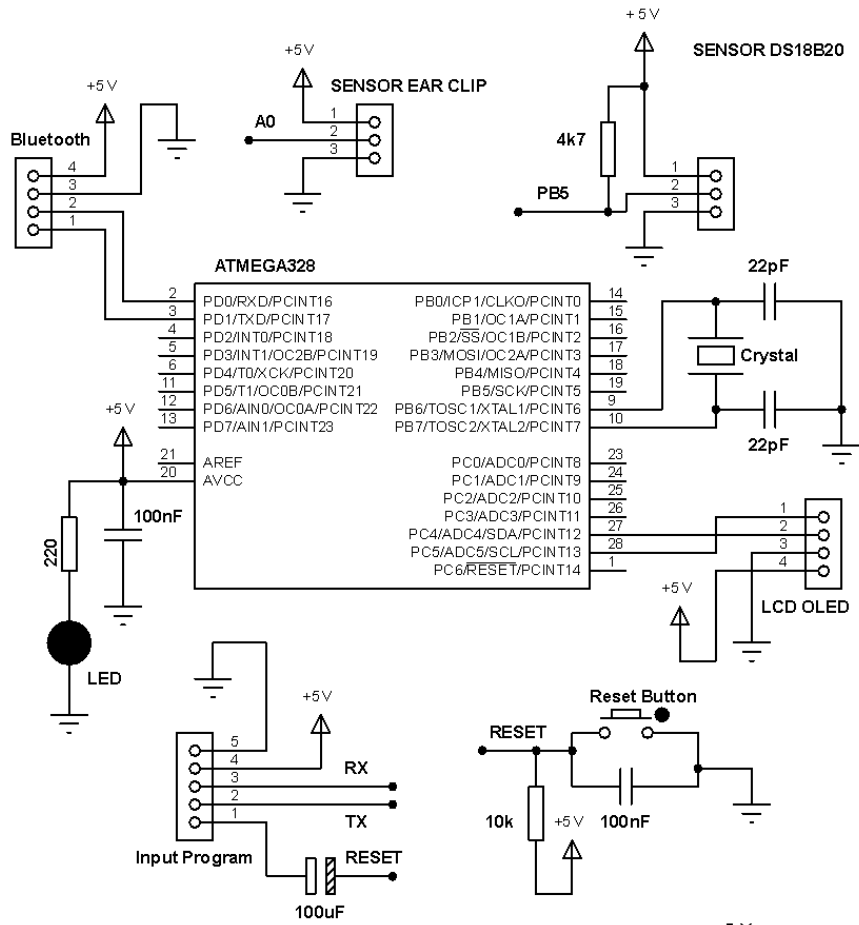 +5V
+5V
SENSOR DS18B20
+5V
SENSOR EAR CLIP
A0
1
2
3
Bluetooth
4
3
2
1
4k7
PB5
1
2
3
ATMEGA328
2 PD0/RXD/PCINT16
3 PD1/TXD/PCINT17
4 PD2/INT0/PCINT18
5 PD3/INT1/OC2B/PCINT19
6 PD4/T0/XCK/PCINT20
11 PD5/T1/OC0B/PCINT21
12 PD6/AIN0/OC0A/PCINT22
13 PD7/AIN1/PCINT23
21 AREF
20 AVCC
PB0/ICP1/CLKO/PCINT0 14
PB1/OC1A/PCINT1 15
PB2/SS/OC1B/PCINT2 16
PB3/MOSI/OC2A/PCINT3 17
PB4/MISO/PCINT4 18
PB5/SCK/PCINT5 19
PB6/TOSC1/XTAL1/PCINT6 9
PB7/TOSC2/XTAL2/PCINT7 10
PC0/ADC0/PCINT8 23
PC1/ADC1/PCINT9 24
PC2/ADC2/PCINT10 25
PC3/ADC3/PCINT11 26
PC4/ADC4/SDA/PCINT12 27
PC5/ADC5/SCL/PCINT13 28
PC6/RESET/PCINT14 1
22pF
Crystal
22pF
+5V
100nF
220
LED
1
2
3
4
+5V
LCD OLED
+5V
5
4
3
2
1
RX
TX
RESET
Input Program
100uF
Reset Button
RESET
10k
+5V
100nF
5V